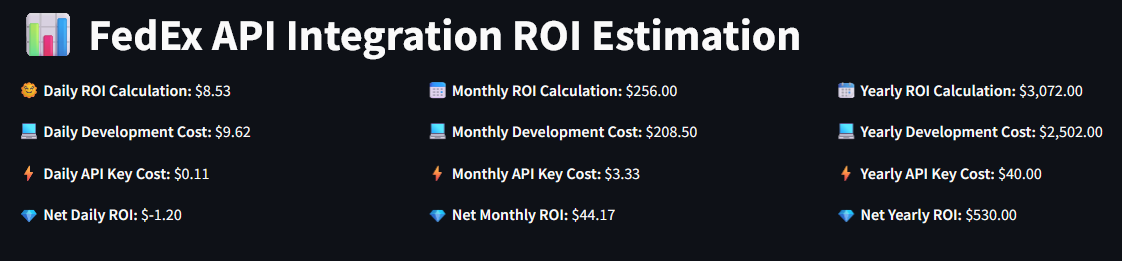 FedEx API Integration ROI Estimation
Daily ROI Calculation: $8.53
Monthly ROI Calculation: $256.00
Yearly ROI Calculation: $3,072.00
Daily Development Cost: $9.62
Monthly Development Cost: $208.50
Yearly Development Cost: $2,502.00
Daily API Key Cost: $0.11
Monthly API Key Cost: $3.33
Yearly API Key Cost: $40.00
Net Daily ROI: $-1.20
Net Monthly ROI: $44.17
Net Yearly ROI: $530.00